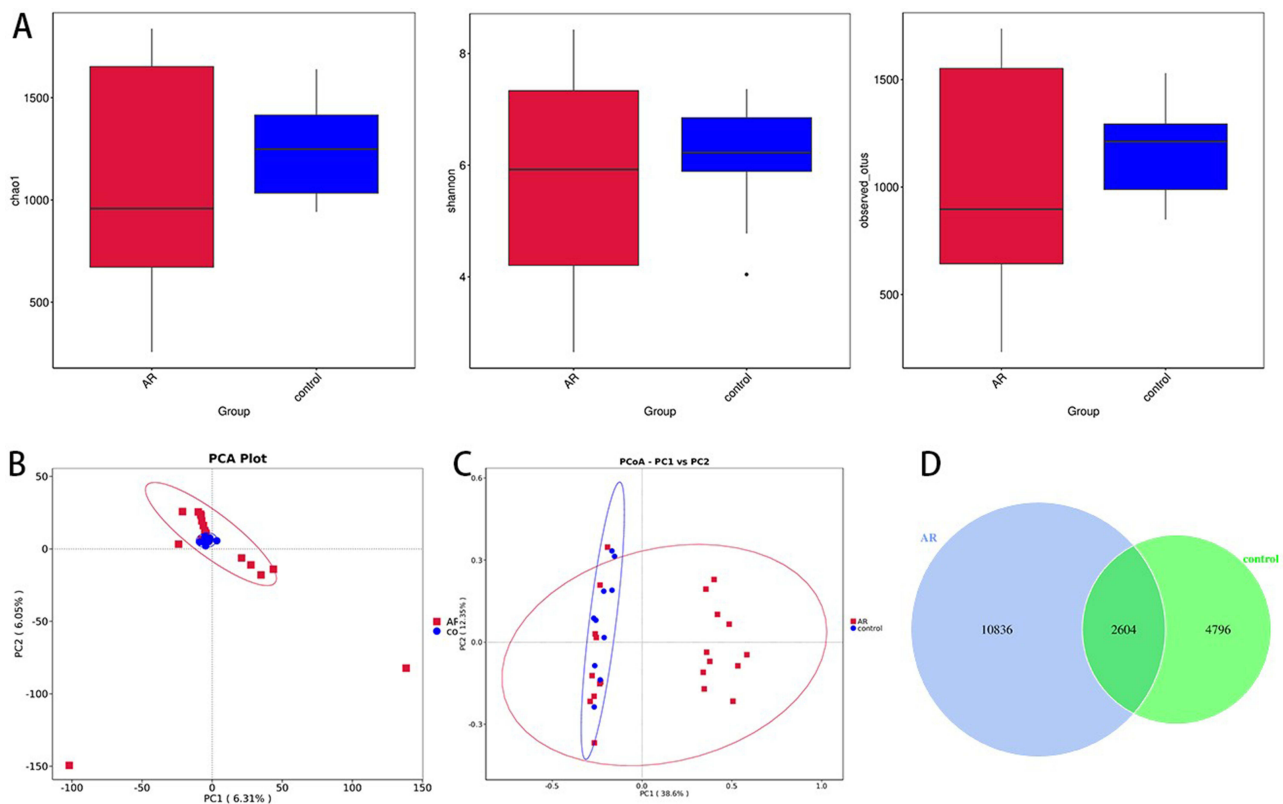 A
chao1
1500
1000
500
AR
control
Group
shannon
8
6
4
AR
control
Group
observed_otus
1500
1000
500
AR
control
Group
B
PCA Plot
PC2 ( 6.05%)
50
0
-50
-100
-150
-100
-50
0
50
100
150
PC1 ( 6.31%)
AR
co
C
PCoA - PC1 vs PC2
PC2 ( 12.35%)
0.6
0.3
0.0
-0.3
-0.5
0.0
0.5
1.0
PC1 ( 38.6%)
AR
control
D
AR
control
10836
2604
4796